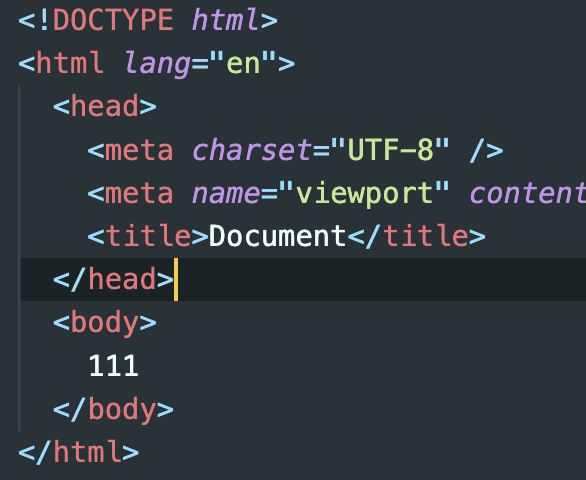 <!DOCTYPE html>
<html lang="en">
<head>
<meta charset="UTF-8" />
<meta name="viewport" content
<title>Document</title>
</head>
<body>
111
</body>
</html>